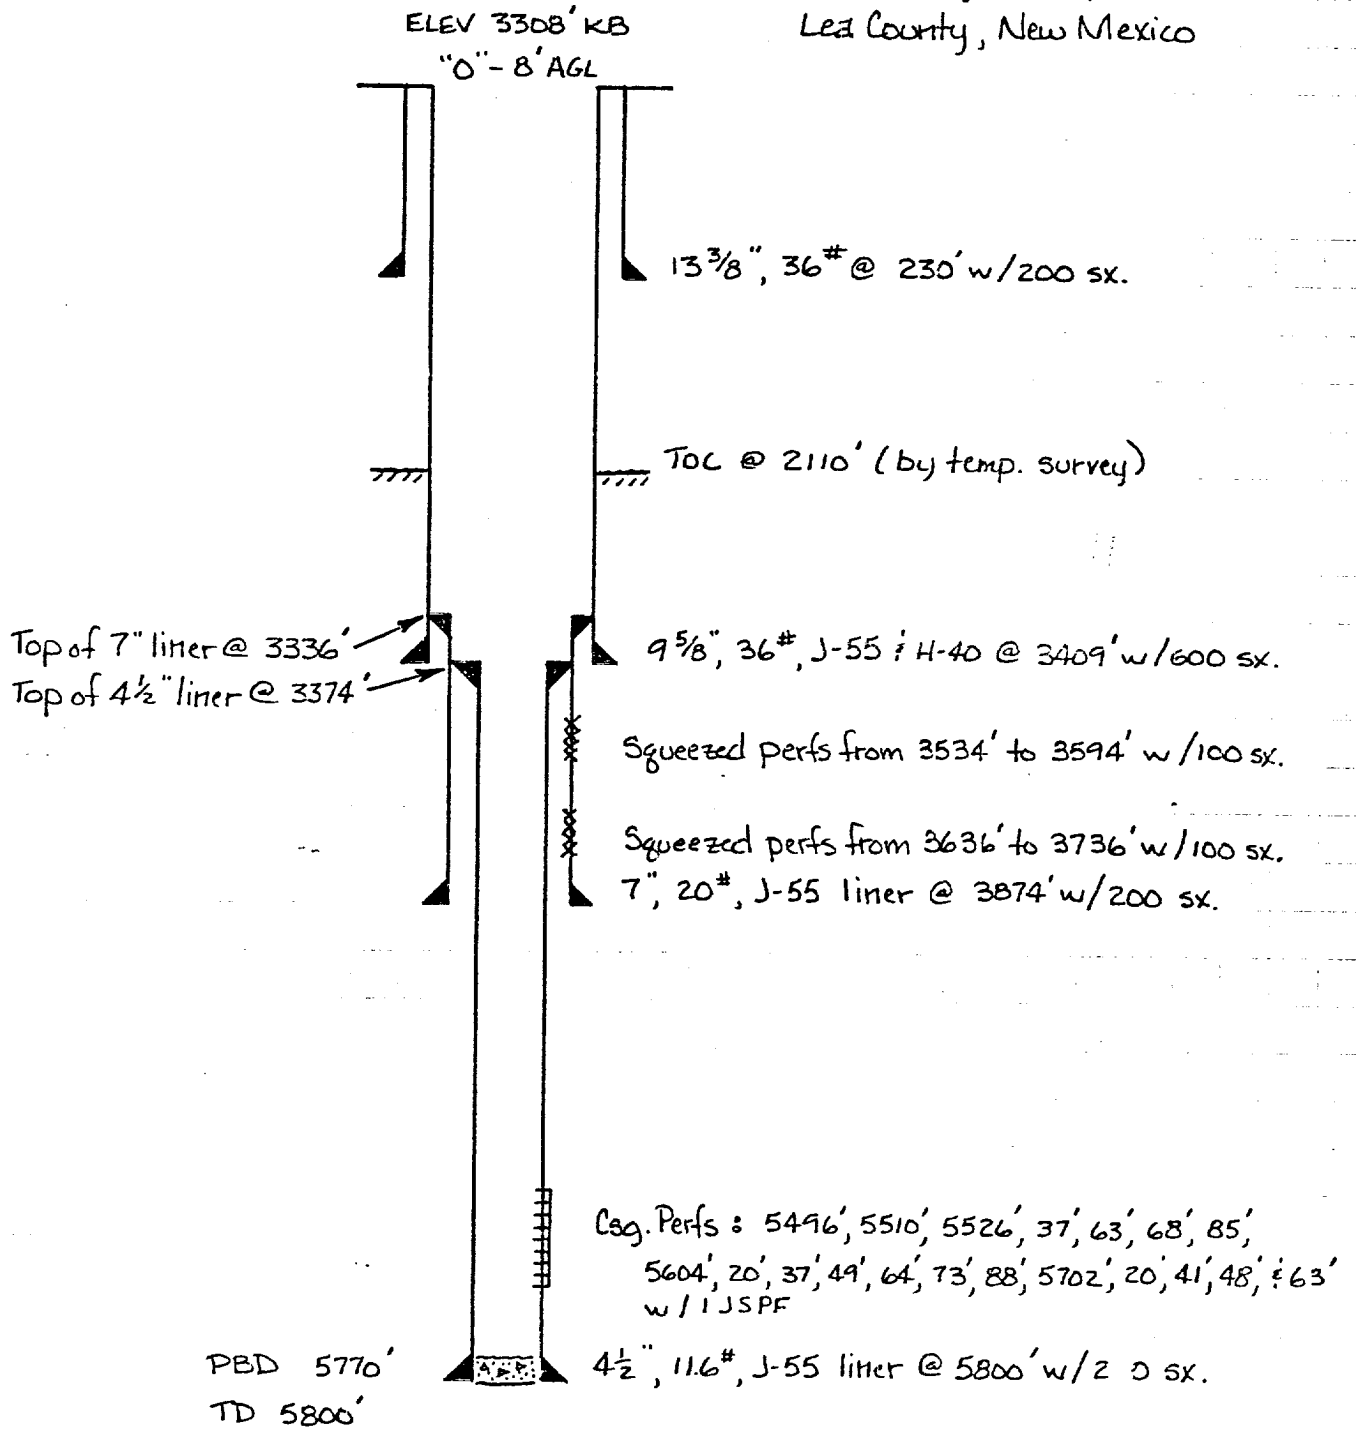 ELEV 3308' KB
"0" - 8' AGL
Lea County, New Mexico
13 3/8", 36# @ 230' w/200 sx.
TOC @ 2110' (by temp. survey)
Top of 7" liner @ 3336'
Top of 4½" liner @ 3374'
9 5/8", 36#, J-55 & H-40 @ 3409' w/600 sx.
Squeezed perfs from 3534' to 3594' w/100 sx.
Squeezed perfs from 3636' to 3736' w/100 sx.
7", 20#, J-55 liner @ 3874' w/200 sx.
Csg. Perfs: 5496', 5510', 5526', 37', 63', 68', 85',
5604', 20', 37', 49', 64', 73', 88', 5702', 20', 41', 48', & 63'
w/ 1 JSPF
PBD 5770'
TD 5800'
4½", 11.6#, J-55 liner @ 5800' w/2 0 sx.